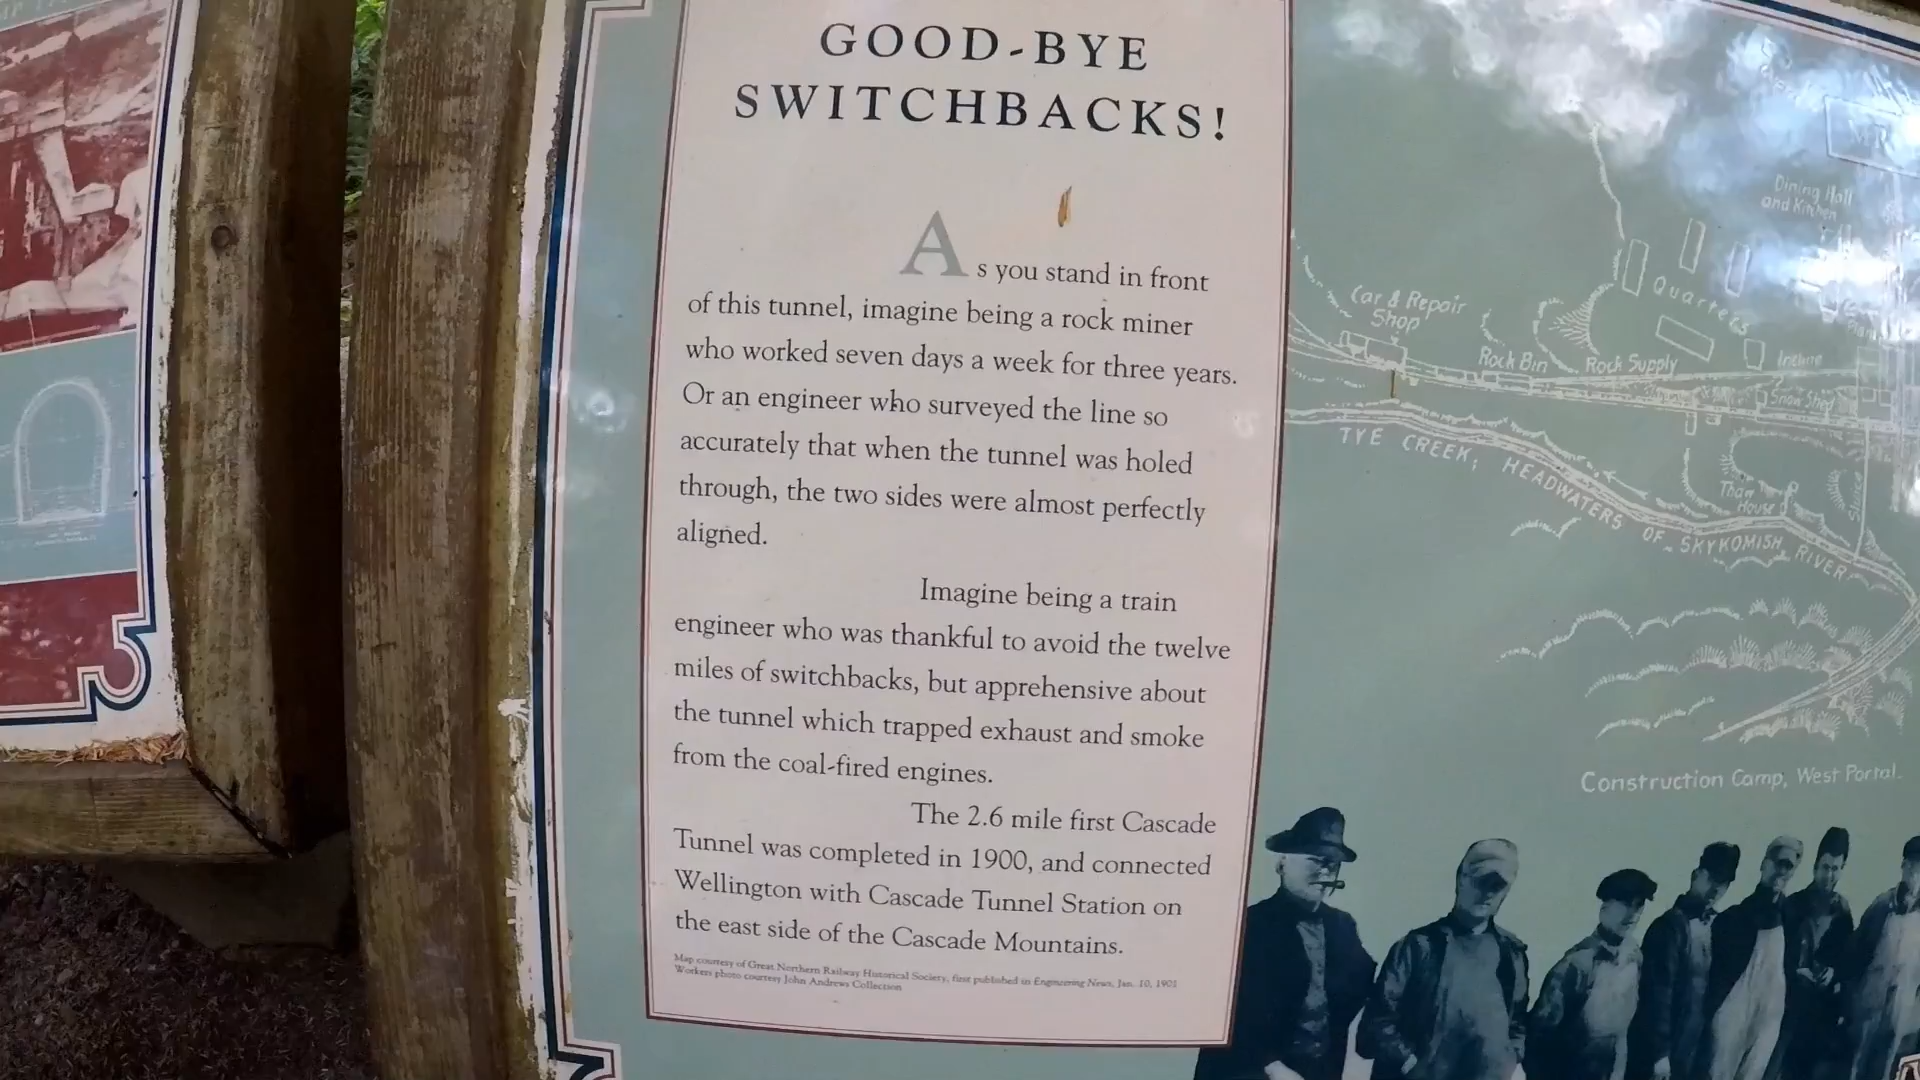 GOOD-BYE
SWITCHBACKS!
As you stand in front
of this tunnel, imagine being a rock miner
who worked seven days a week for three years.
Or an engineer who surveyed the line so
accurately that when the tunnel was holed
through, the two sides were almost perfectly
aligned.
Imagine being a train
engineer who was thankful to avoid the twelve
miles of switchbacks, but apprehensive about
the tunnel which trapped exhaust and smoke
from the coal-fired engines.
The 2.6 mile first Cascade
Tunnel was completed in 1900, and connected
Wellington with Cascade Tunnel Station on
the east side of the Cascade Mountains.
Map courtesy of Great Northern Railway Historical Society, first published in Engineering News, Jan. 10, 1901
Workers photo courtesy John Andrews Collection
Dining Hall
and Kitchen
Quarters
Car & Repair
Shop
Rock Bin
Rock Supply
Incline
Snow Shed
TYE CREEK; HEADWATERS OF SKYKOMISH RIVER
House
Construction Camp, West Portal.